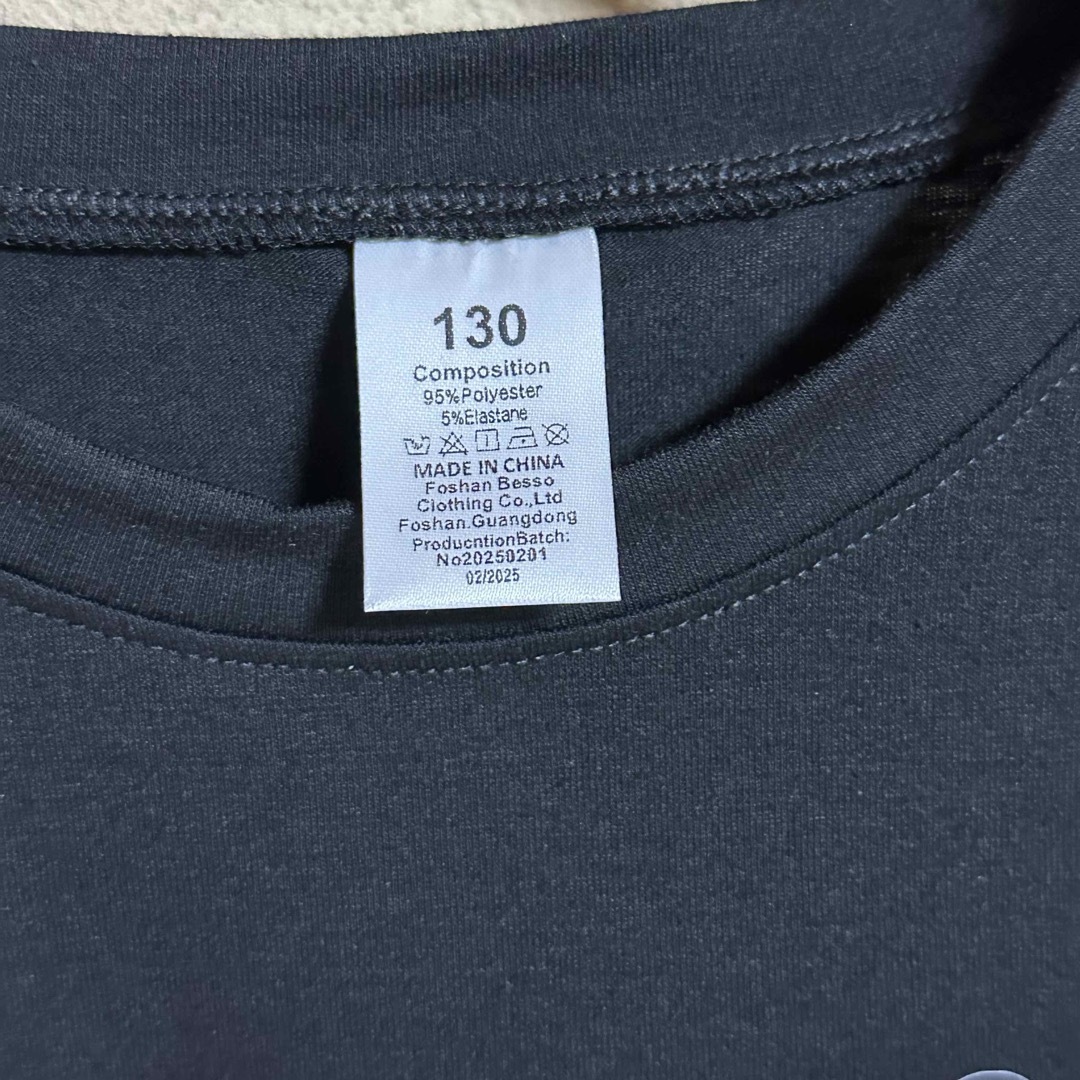 130
Composition
95%Polyester
5%Elastane
MADE IN CHINA
Foshan Besso
Clothing Co.,Ltd
Foshan.Guangdong
ProducntionBatch:
No20250201
02/2025